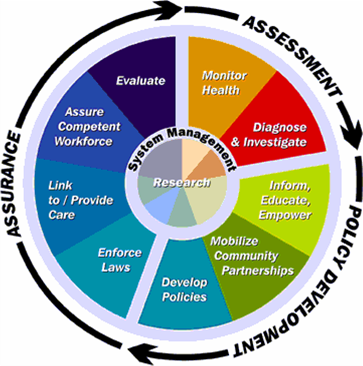 ASSESSMENT
POLICY DEVELOPMENT
ASSURANCE
Monitor
Health
Diagnose
& Investigate
Inform,
Educate,
Empower
Mobilize
Community
Partnerships
Develop
Policies
Enforce
Laws
Link
to / Provide
Care
Assure
Competent
Workforce
Evaluate
System Management
Research